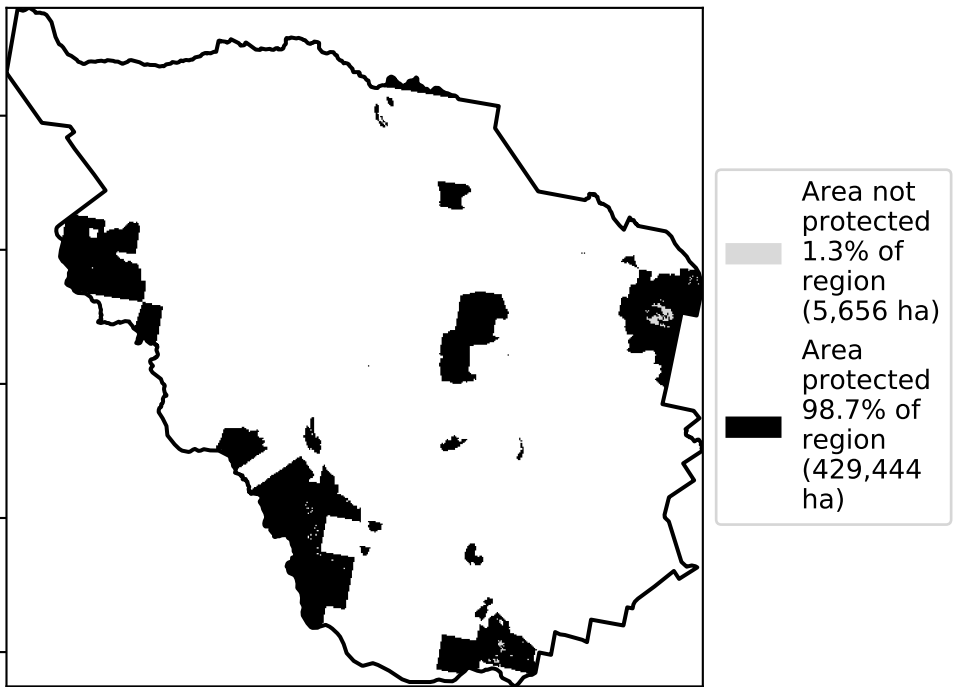 Area not
protected
1.3% of
region
(5,656 ha)
Area
protected
98.7% of
region
(429,444
ha)